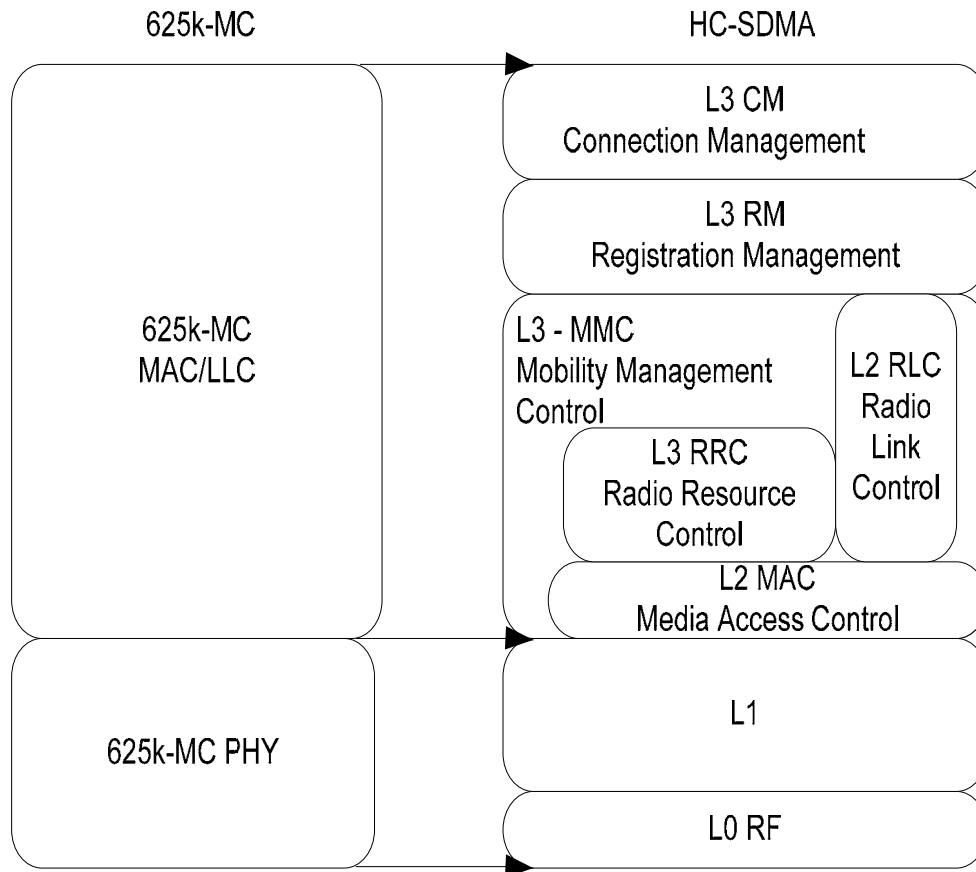 625k-MC
HC-SDMA
L3 CM
Connection Management
L3 RM
Registration Management
625k-MC
MAC/LLC
L3 - MMC
Mobility Management
Control
L2 RLC
Radio
Link
Control
L3 RRC
Radio Resource
Control
L2 MAC
Media Access Control
625k-MC PHY
L1
L0 RF